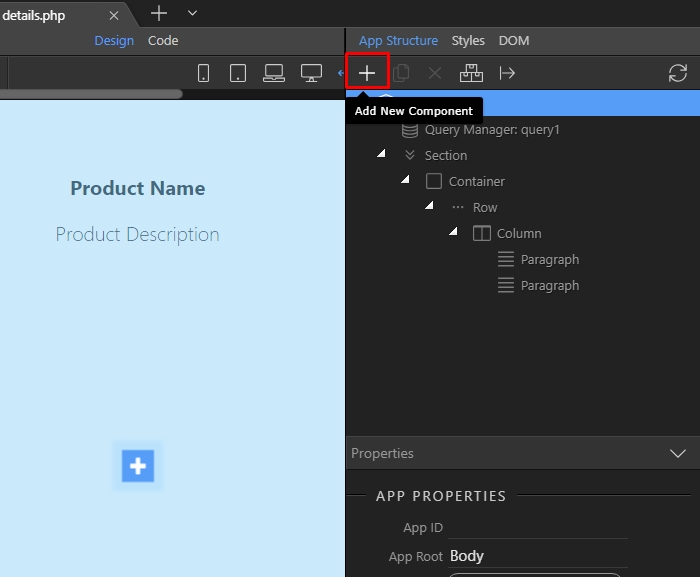 details.php
Design Code
App Structure Styles DOM
Add New Component
Query Manager: query1
Section
Container
Row
Column
Paragraph
Paragraph
Product Name
Product Description
Properties
APP PROPERTIES
App ID
App Root Body